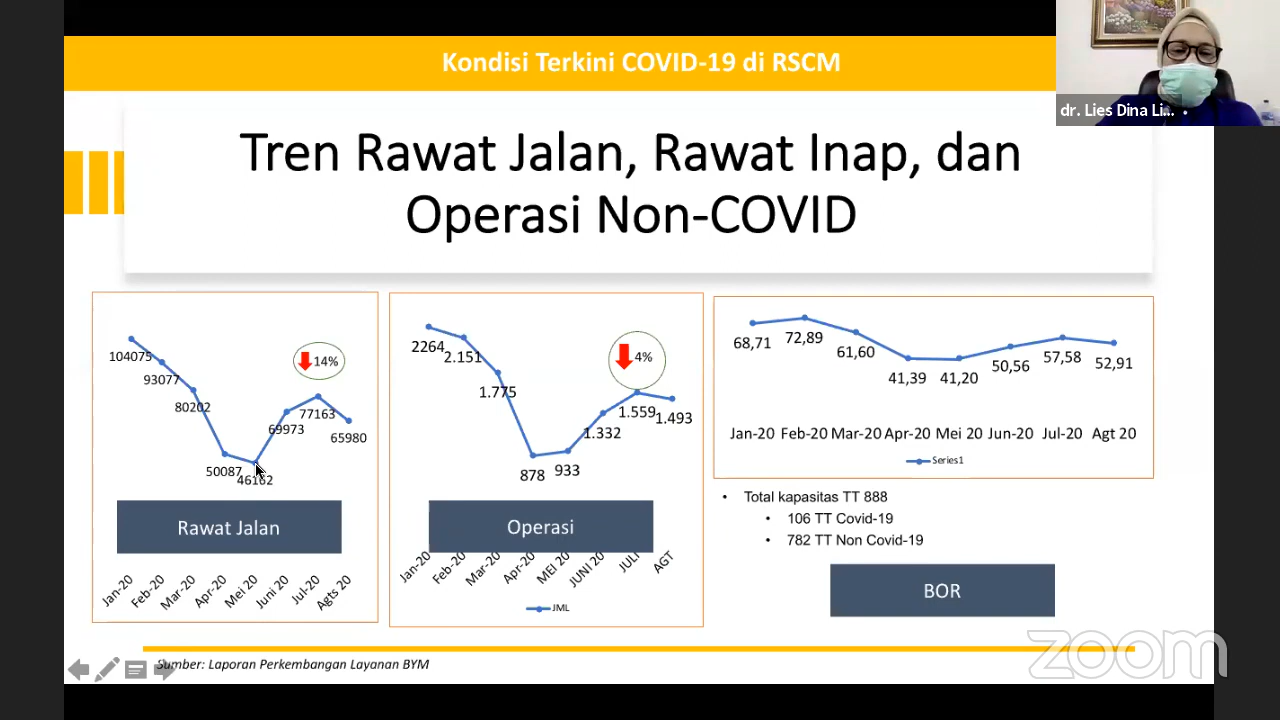 Kondisi Terkini COVID-19 di RSCM
dr. Lies Dina Li...
Tren Rawat Jalan, Rawat Inap, dan
Operasi Non-COVID
104075
93077
80202
50087
46162
69973
77163
65980
14%
Rawat Jalan
Jan-20
Feb-20
Mar-20
Apr-20
Mei 20
Juni 20
Jul-20
Agts 20
2264
2.151
1.775
878
933
1.332
1.559
1.493
4%
Operasi
Jan-20
Feb-20
Mar-20
Apr-20
MEI 20
JUNI 20
JULI
AGT
JML
68,71
72,89
61,60
41,39
41,20
50,56
57,58
52,91
Jan-20 Feb-20 Mar-20 Apr-20 Mei 20 Jun-20 Jul-20 Agt 20
Series1
• Total kapasitas TT 888
• 106 TT Covid-19
• 782 TT Non Covid-19
BOR
Sumber: Laporan Perkembangan Layanan BYM
zoom